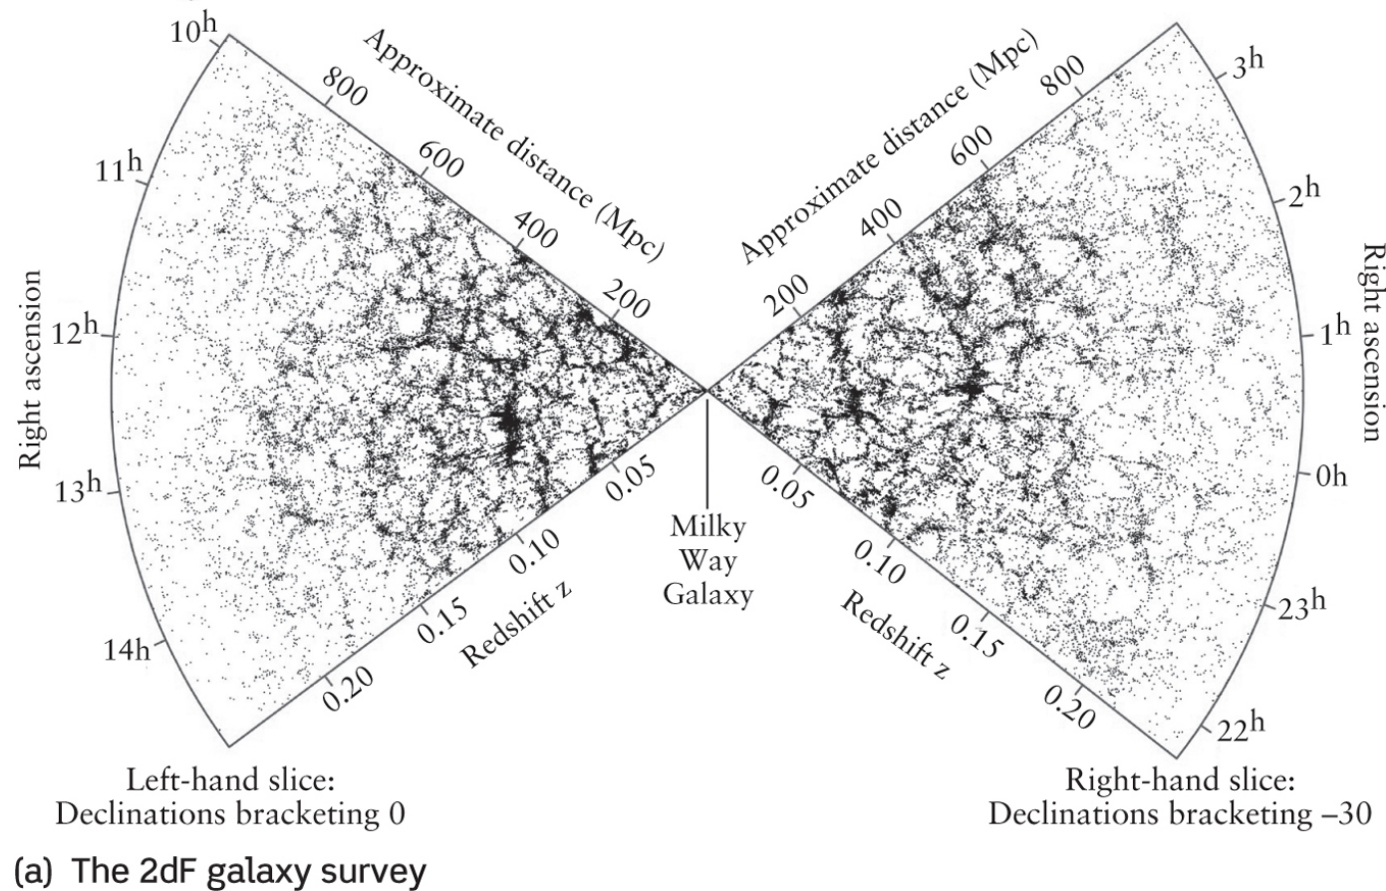 10h
11h
12h
13h
14h
Right ascension
Approximate distance (Mpc)
800
600
400
200
0.05
0.10
0.15
0.20
Redshift z
Milky
Way
Galaxy
Approximate distance (Mpc)
200
400
600
800
0.05
0.10
0.15
0.20
Redshift z
3h
2h
1h
0h
23h
22h
Right ascension
Left-hand slice:
Declinations bracketing 0
Right-hand slice:
Declinations bracketing –30
(a) The 2dF galaxy survey